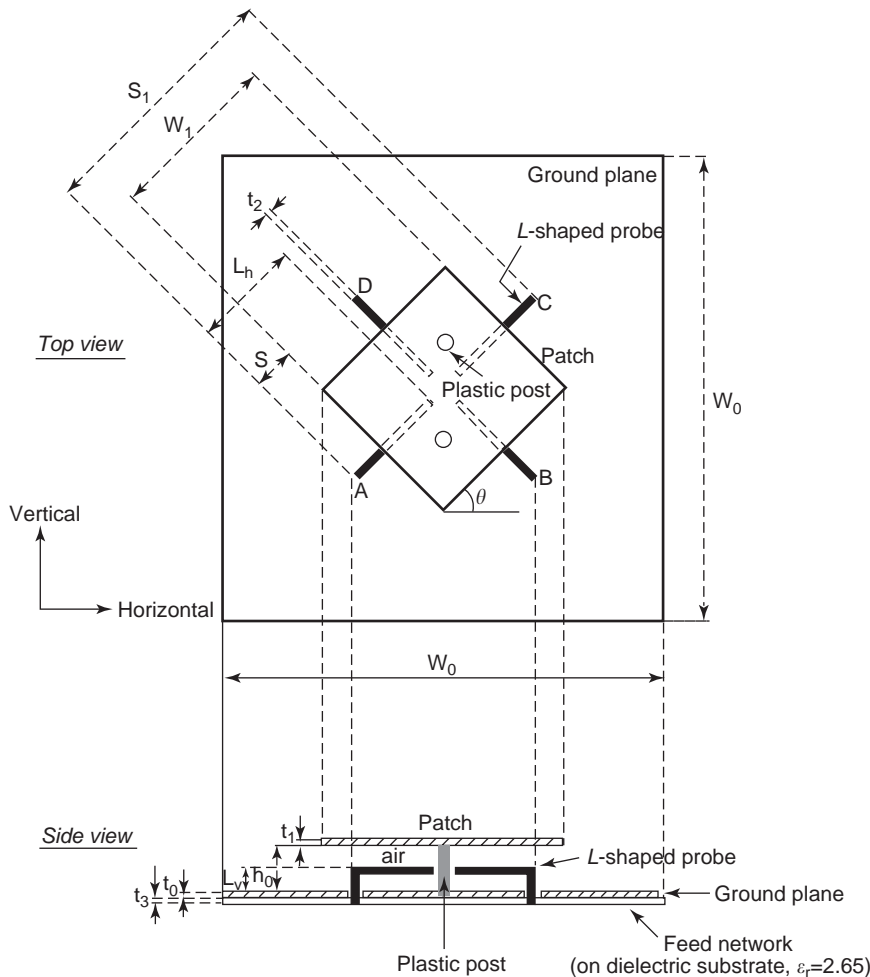 S₁
W₁
Ground plane
t₂
L-shaped probe
Lₕ
D
C
Top view
S
Patch
Plastic post
W₀
A
B
θ
Vertical
Horizontal
W₀
Side view
t₁
Patch
air
L-shaped probe
t₀
Lᵥ
h₀
t₃
Ground plane
Plastic post
Feed network
(on dielectric substrate, εᵣ=2.65)